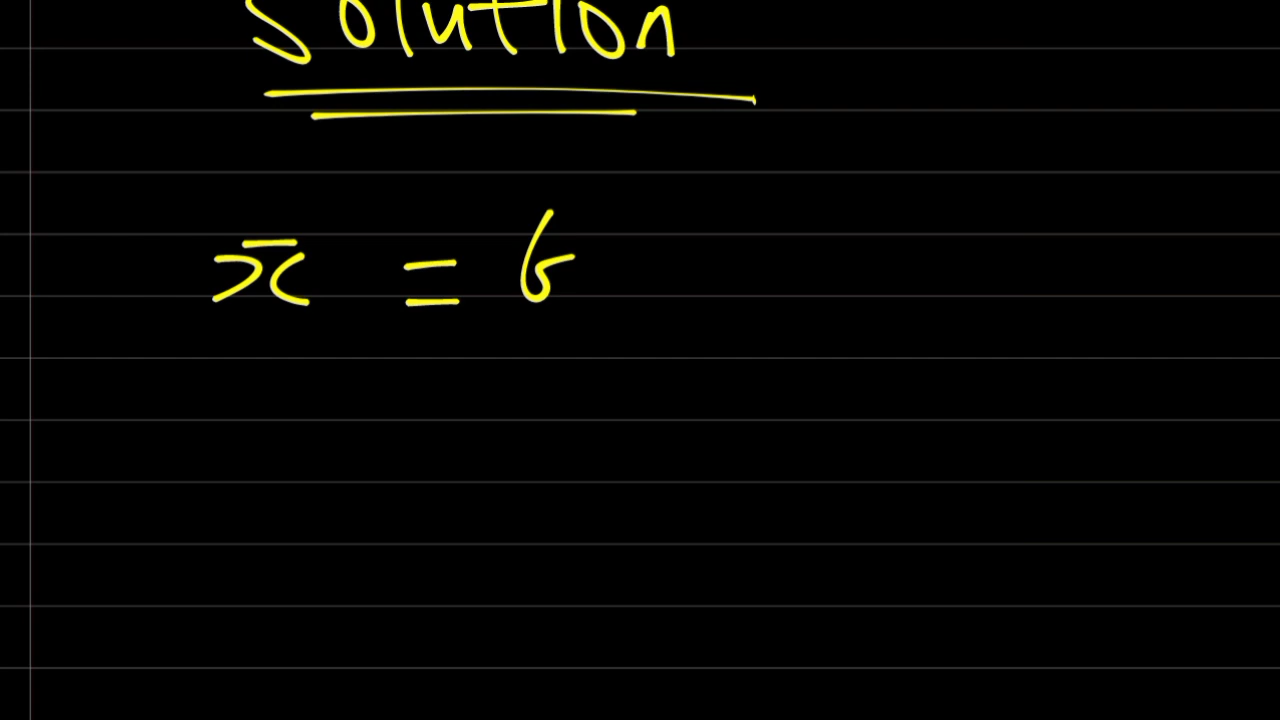 Solution
x̄ = 6